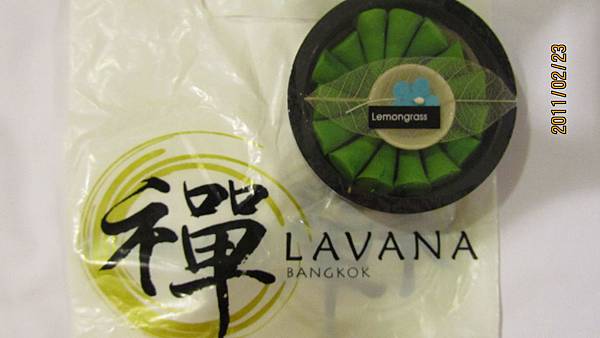 Lemongrass
禪
LAVANA
BANGKOK
2011/02/23